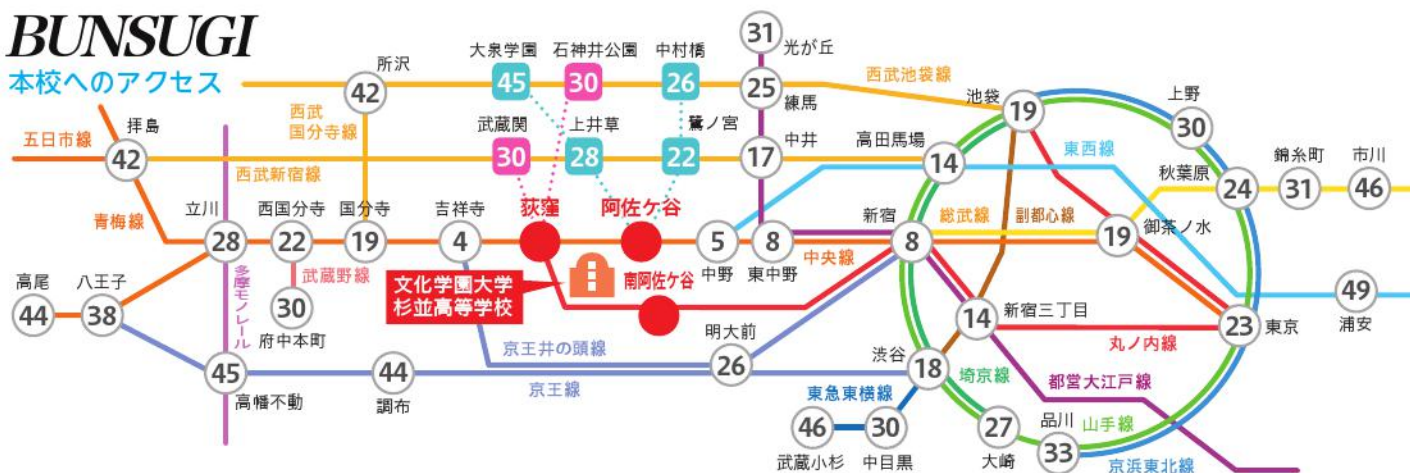 BUNSUGI
本校へのアクセス
31
光が丘
所沢
大泉学園
石神井公園
中村橋
42
45
30
26
25
練馬
西武池袋線
池袋
19
上野
30
西武
国分寺線
拝島
五日市線
42
西武新宿線
武蔵関
30
上井草
28
鷺ノ宮
22
17
中井
高田馬場
14
東西線
秋葉原
24
錦糸町
31
市川
46
青梅線
立川
28
西国分寺
22
国分寺
19
吉祥寺
4
荻窪
阿佐ケ谷
5
中野
8
東中野
中央線
新宿
8
総武線
副都心線
19
御茶ノ水
武蔵野線
30
府中本町
多摩モノレール
高尾
44
八王子
38
文化学園大学
杉並高等学校
南阿佐ケ谷
明大前
26
14
新宿三丁目
丸ノ内線
23
東京
49
浦安
京王井の頭線
45
高幡不動
44
調布
京王線
渋谷
18
埼京線
都営大江戸線
東急東横線
46
武蔵小杉
30
中目黒
27
大崎
品川
33
山手線
京浜東北線